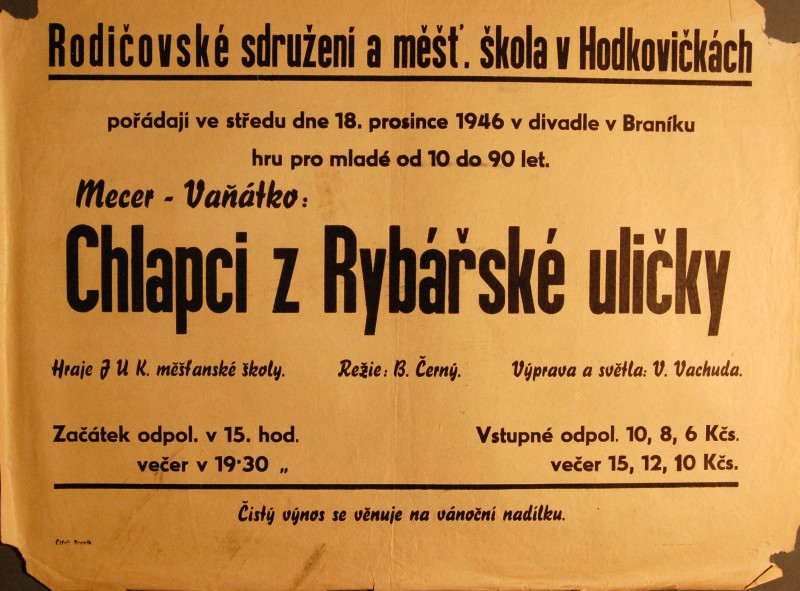 Rodičovské sdružení a měšť. škola v Hodkovičkách
pořádají ve středu dne 18. prosince 1946 v divadle v Braníku
hru pro mladé od 10 do 90 let.
Mecer - Vaňátko:
Chlapci z Rybářské uličky
Hraje J U K. měšťanské školy. Režie: B. Černý. Výprava a světla: V. Vachuda.
Začátek odpol. v 15. hod. Vstupné odpol. 10, 8, 6 Kčs.
večer v 19·30 „ večer 15, 12, 10 Kčs.
Čistý výnos se věnuje na vánoční nadílku.
Braník